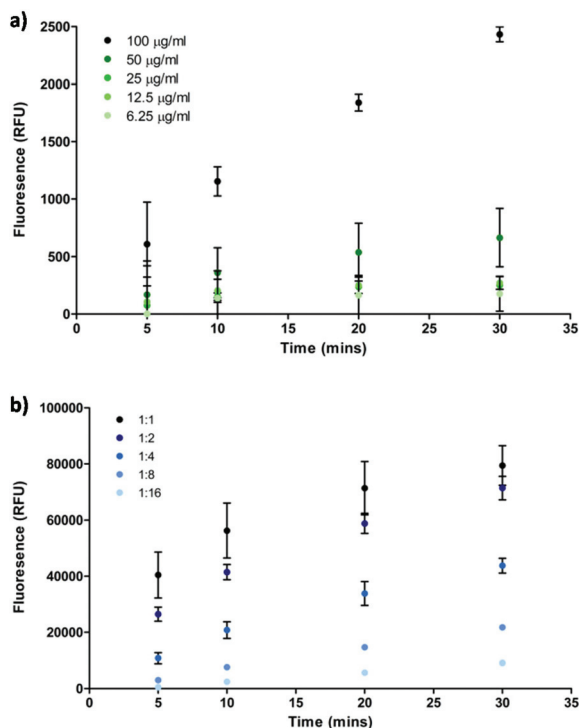 a)
2500
2000
1500
1000
500
0
Fluoresence (RFU)
100 µg/ml
50 µg/ml
25 µg/ml
12.5 µg/ml
6.25 µg/ml
0 5 10 15 20 25 30 35
Time (mins)
b)
100000
80000
60000
40000
20000
0
Fluoresence (RFU)
1:1
1:2
1:4
1:8
1:16
0 5 10 15 20 25 30 35
Time (mins)